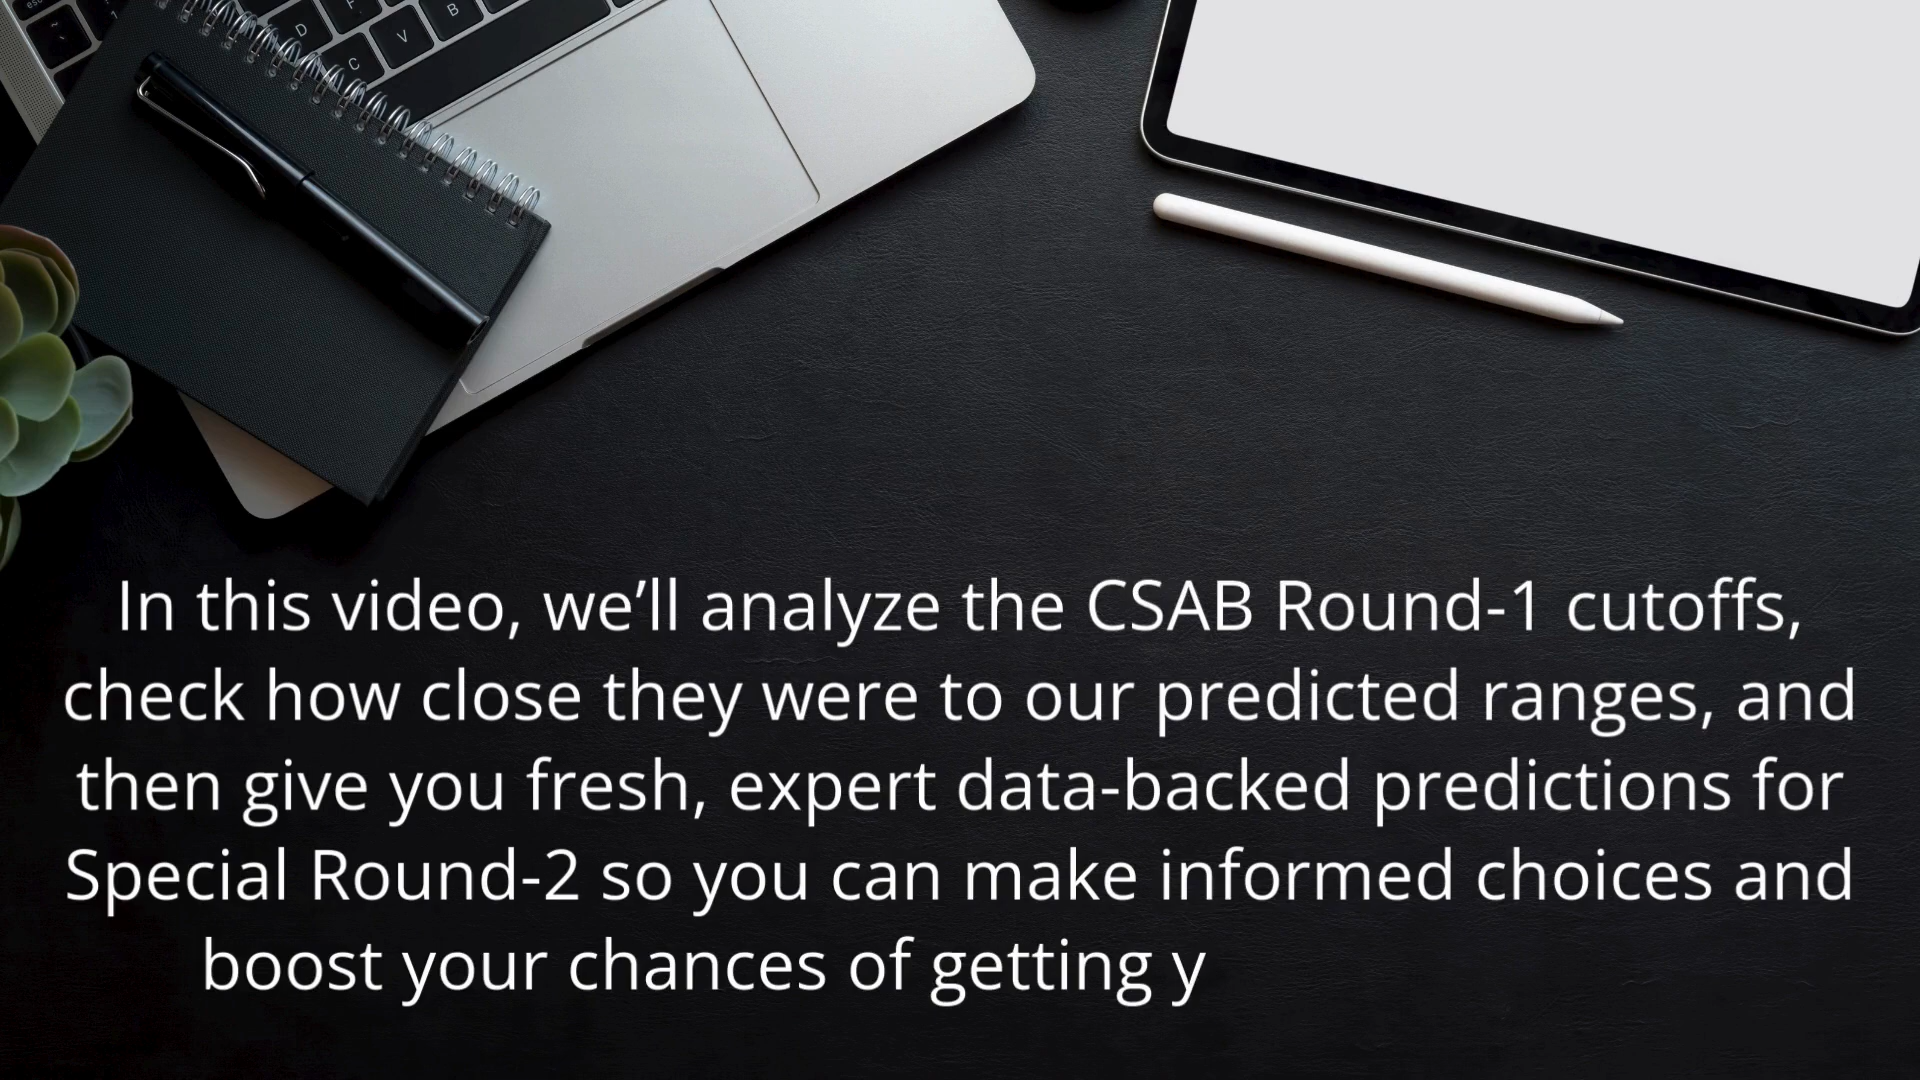 esc
~
D
F
C
V
B
In this video, we’ll analyze the CSAB Round-1 cutoffs,
check how close they were to our predicted ranges, and
then give you fresh, expert data-backed predictions for
Special Round-2 so you can make informed choices and
boost your chances of getting y